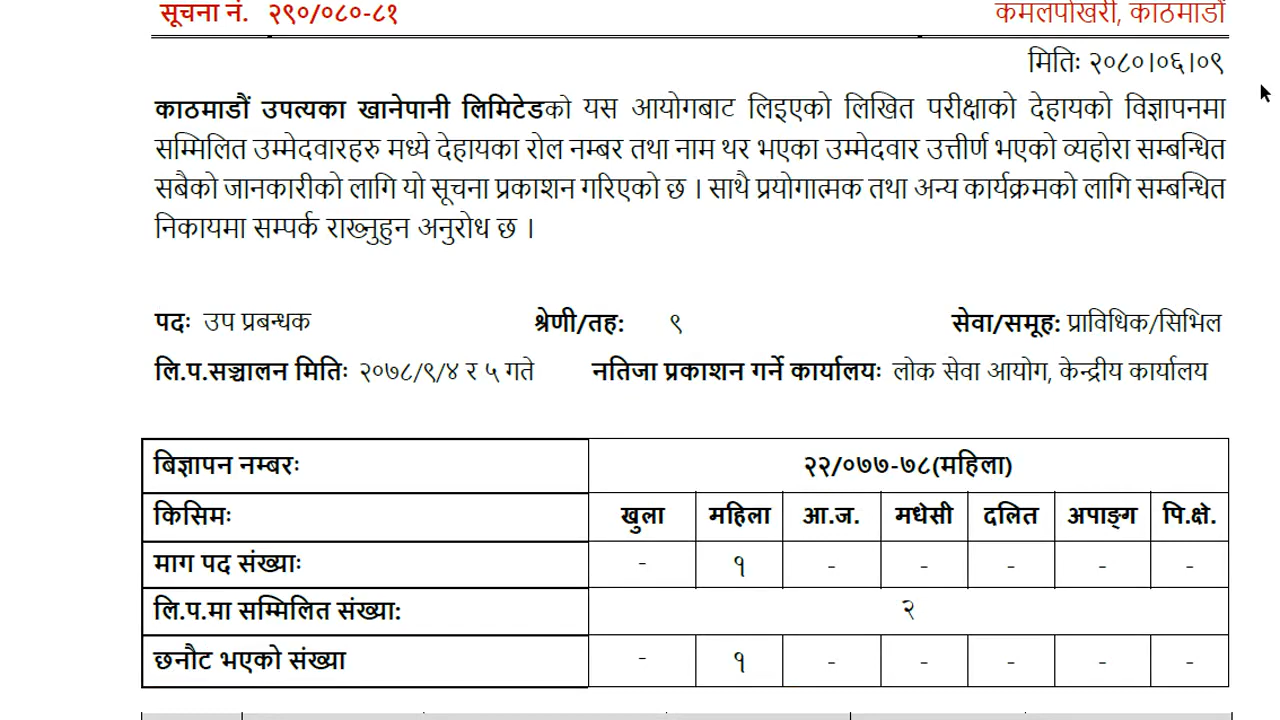 सूचना नं. २९०/०८०-८१ कमलपोखरी, काठमाडौं
मितिः २०८०।०६।०९
काठमाडौं उपत्यका खानेपानी लिमिटेडको यस आयोगबाट लिइएको लिखित परीक्षाको देहायको विज्ञापनमा
सम्मिलित उम्मेदवारहरु मध्ये देहायका रोल नम्बर तथा नाम थर भएका उम्मेदवार उत्तीर्ण भएको व्यहोरा सम्बन्धित
सबैको जानकारीको लागि यो सूचना प्रकाशन गरिएको छ । साथै प्रयोगात्मक तथा अन्य कार्यक्रमको लागि सम्बन्धित
निकायमा सम्पर्क राख्नुहुन अनुरोध छ ।
पदः उप प्रबन्धक श्रेणी/तह: ९ सेवा/समूह: प्राविधिक/सिभिल
लि.प.सञ्चालन मितिः २०७८/९/४ र ५ गते नतिजा प्रकाशन गर्ने कार्यालयः लोक सेवा आयोग, केन्द्रीय कार्यालय
बिज्ञापन नम्बरः २२/०७७-७८(महिला)
किसिमः खुला महिला आ.ज. मधेसी दलित अपाङ्ग पि.क्षे.
माग पद संख्याः - १ - - - - -
लि.प.मा सम्मिलित संख्या: २
छनौट भएको संख्या - १ - - - - -